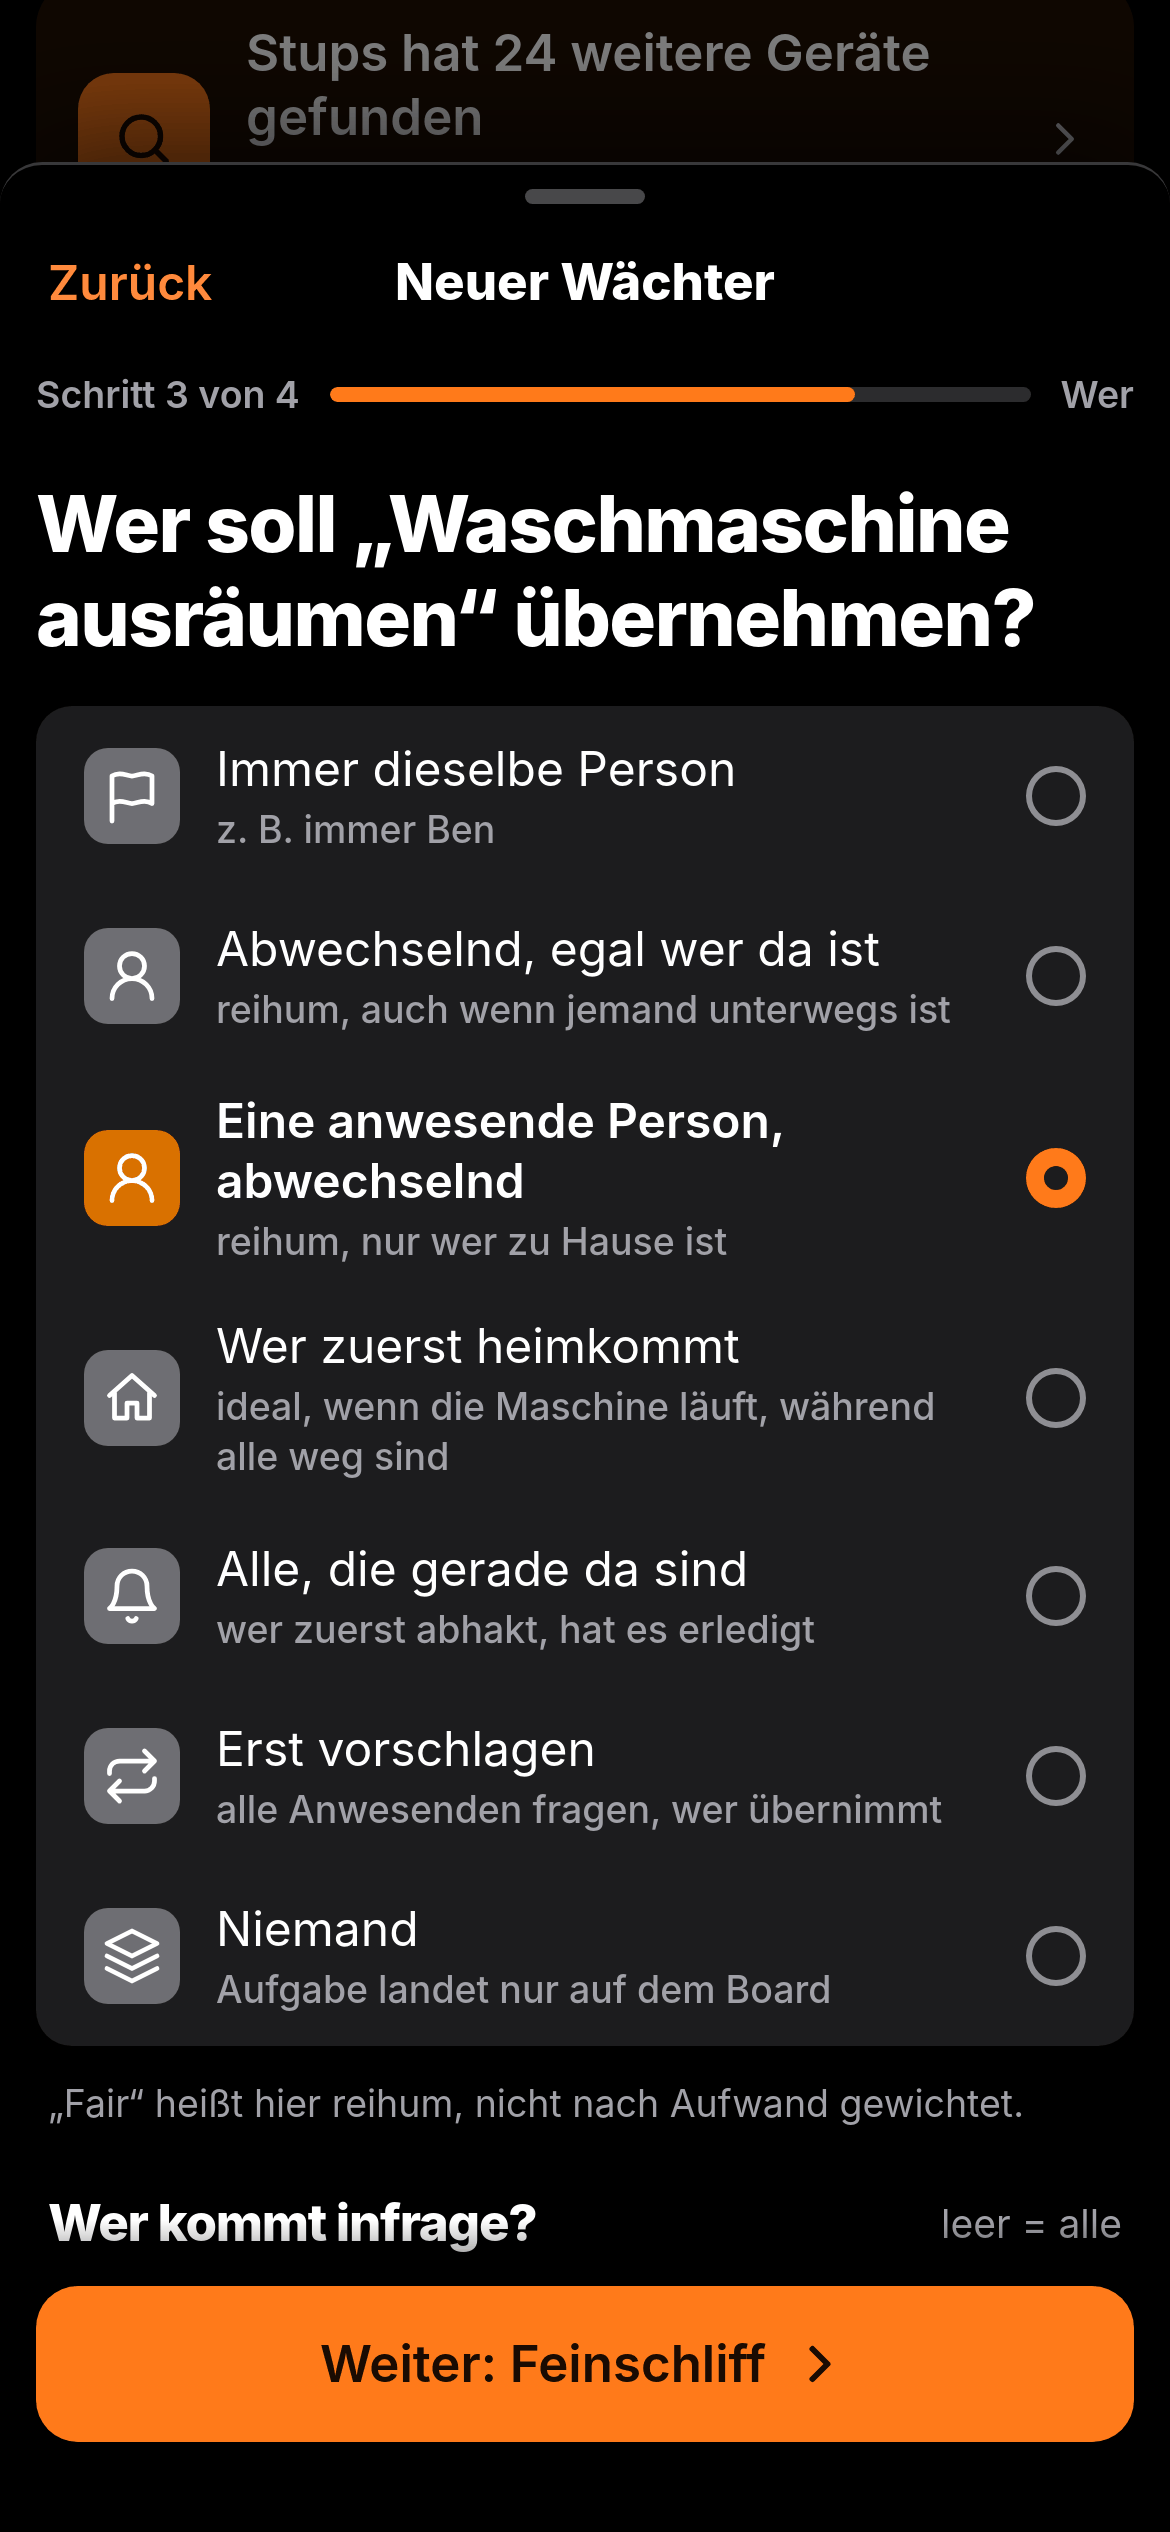 Stups hat 24 weitere Geräte
gefunden
Zurück
Neuer Wächter
Schritt 3 von 4
Wer
Wer soll „Waschmaschine
ausräumen“ übernehmen?
Immer dieselbe Person
z. B. immer Ben
Abwechselnd, egal wer da ist
reihum, auch wenn jemand unterwegs ist
Eine anwesende Person,
abwechselnd
reihum, nur wer zu Hause ist
Wer zuerst heimkommt
ideal, wenn die Maschine läuft, während
alle weg sind
Alle, die gerade da sind
wer zuerst abhakt, hat es erledigt
Erst vorschlagen
alle Anwesenden fragen, wer übernimmt
Niemand
Aufgabe landet nur auf dem Board
„Fair“ heißt hier reihum, nicht nach Aufwand gewichtet.
Wer kommt infrage?
leer = alle
Weiter: Feinschliff